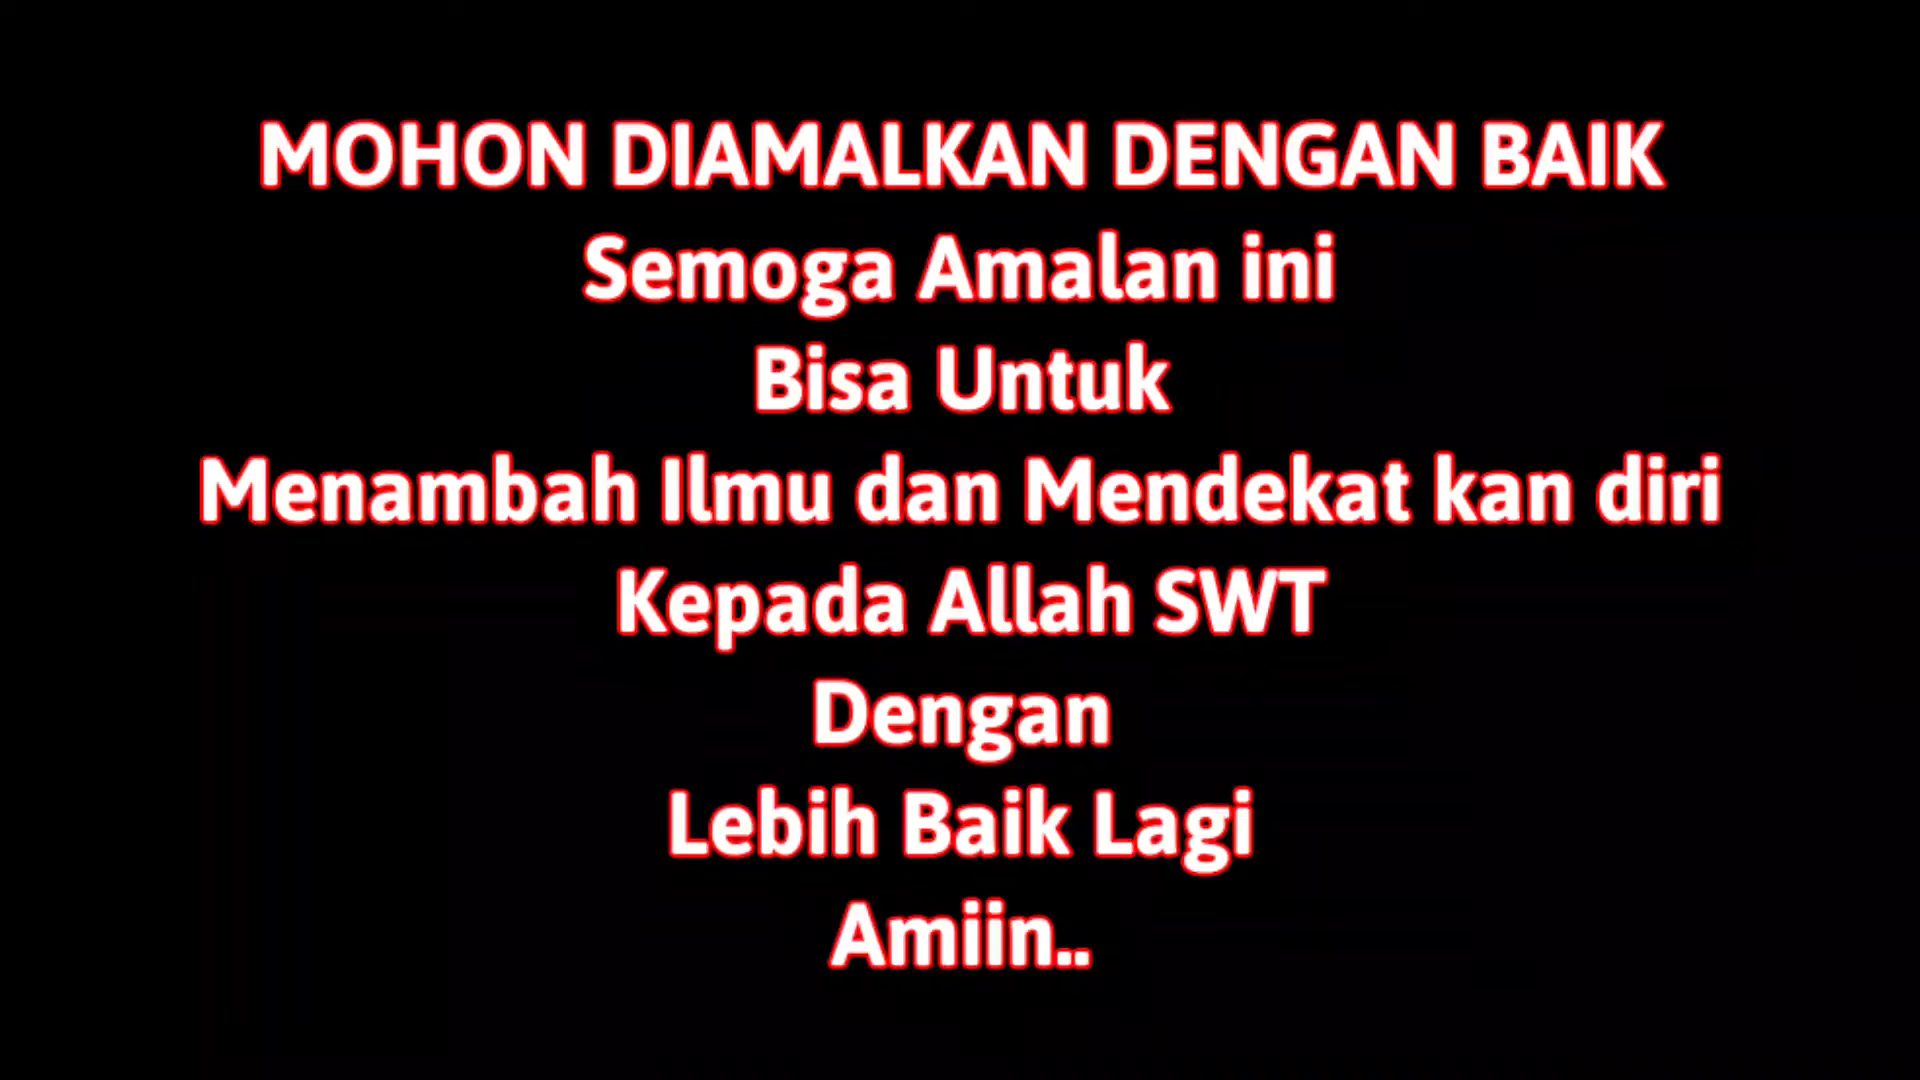 MOHON DIAMALKAN DENGAN BAIK
Semoga Amalan ini
Bisa Untuk
Menambah Ilmu dan Mendekat kan diri
Kepada Allah SWT
Dengan
Lebih Baik Lagi
Amiin..